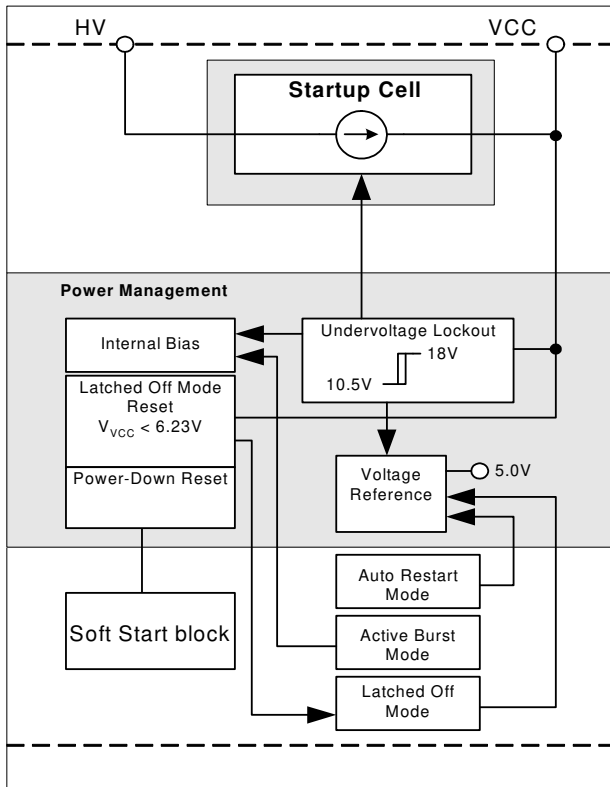 HV
VCC
Startup Cell
Power Management
Internal Bias
Undervoltage Lockout
18V
10.5V
Latched Off Mode
Reset
V_VCC < 6.23V
Power-Down Reset
Voltage
Reference
5.0V
Auto Restart
Mode
Soft Start block
Active Burst
Mode
Latched Off
Mode